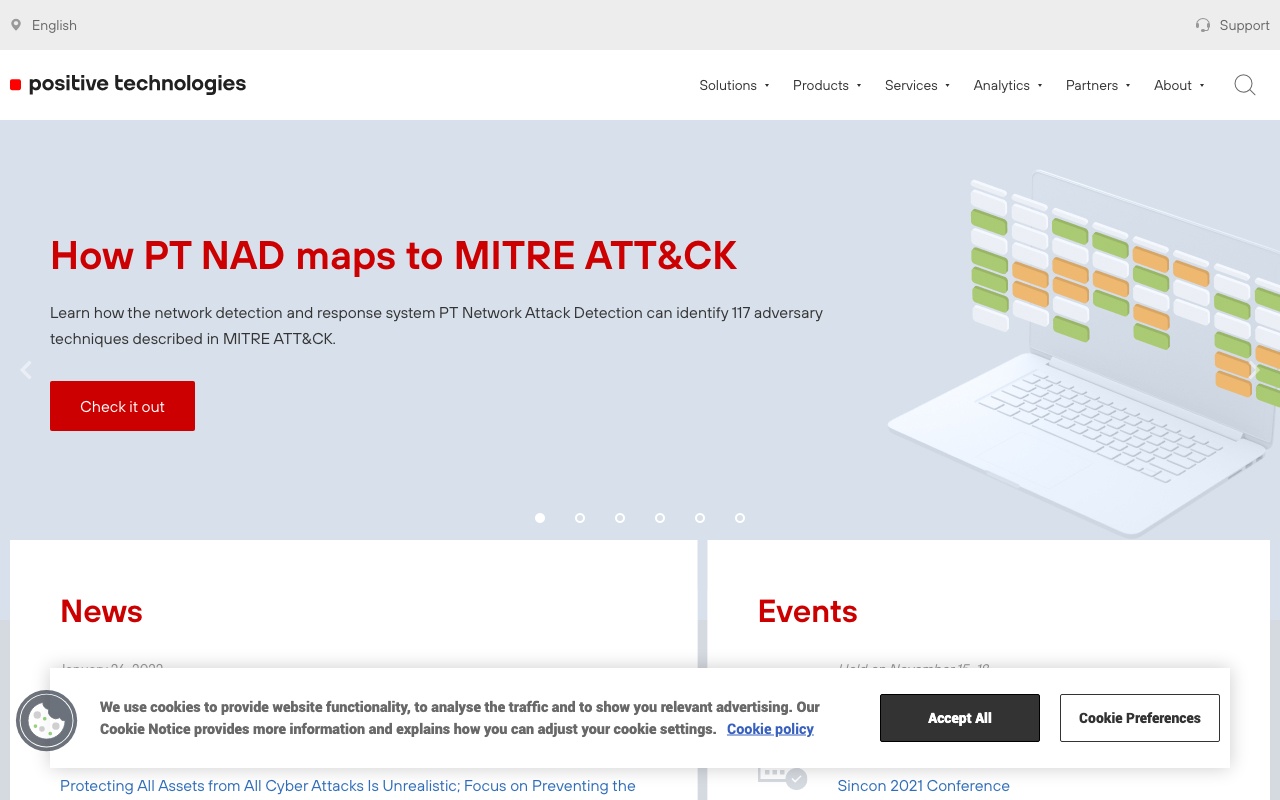 English
Support
positive technologies
Solutions
Products
Services
Analytics
Partners
About
How PT NAD maps to MITRE ATT&CK
Learn how the network detection and response system PT Network Attack Detection can identify 117 adversary
techniques described in MITRE ATT&CK.
Check it out
News
Events
We use cookies to provide website functionality, to analyse the traffic and to show you relevant advertising. Our
Cookie Notice provides more information and explains how you can adjust your cookie settings. Cookie policy
Accept All
Cookie Preferences
Protecting All Assets from All Cyber Attacks Is Unrealistic; Focus on Preventing the
Sincon 2021 Conference